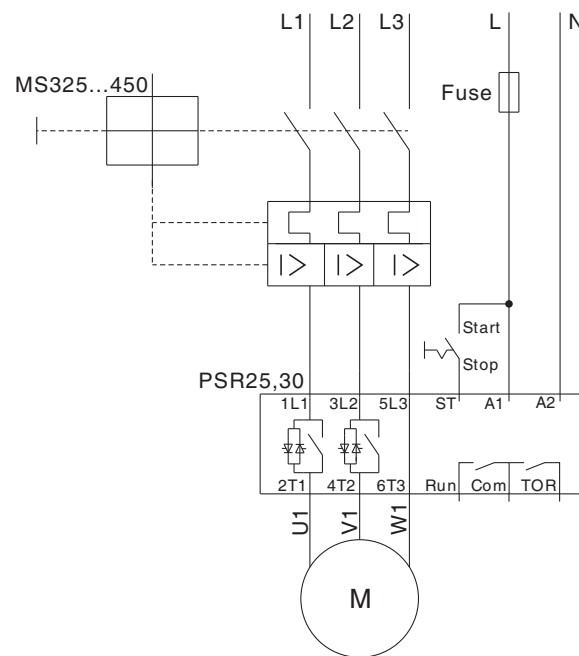 L1 L2 L3 L N
MS325...450
Fuse
Start
Stop
PSR25,30
1L1 3L2 5L3 ST A1 A2
2T1 4T2 6T3 Run Com TOR
U1 V1 W1
M